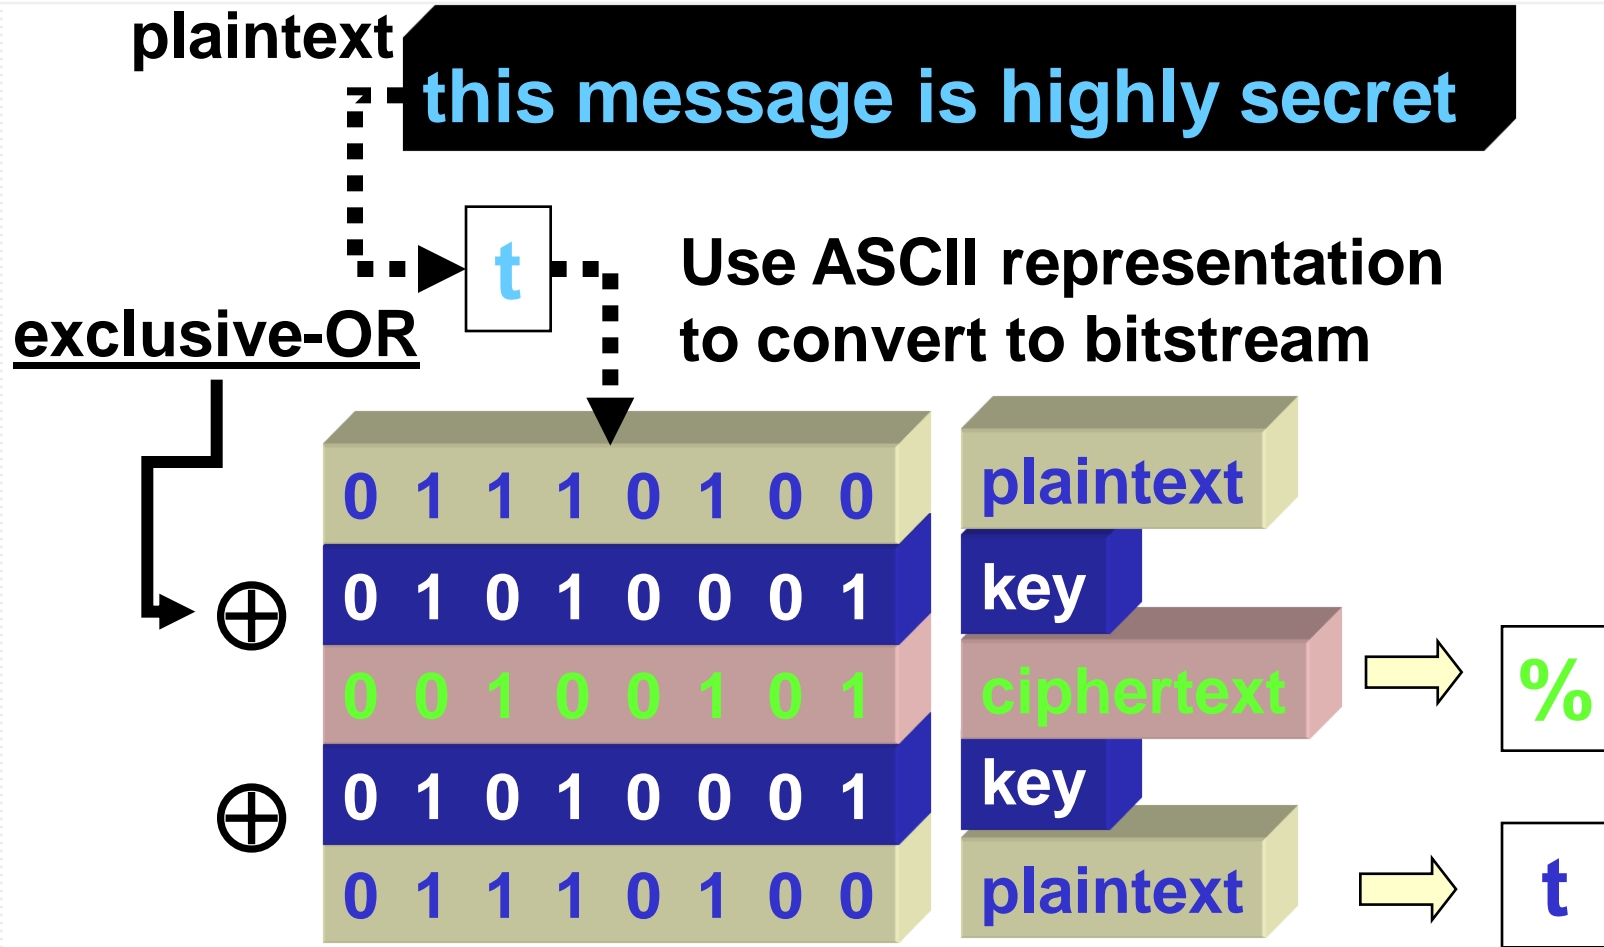 plaintext
this message is highly secret
t
Use ASCII representation
to convert to bitstream
exclusive-OR
0 1 1 1 0 1 0 0 plaintext
⊕ 0 1 0 1 0 0 0 1 key
0 0 1 0 0 1 0 1 ciphertext %
⊕ 0 1 0 1 0 0 0 1 key
0 1 1 1 0 1 0 0 plaintext t